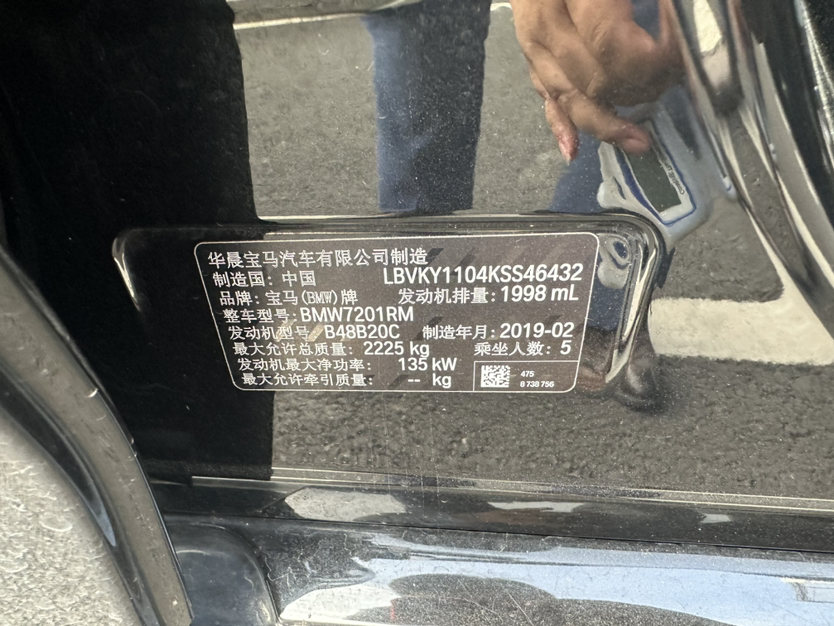 华晨宝马汽车有限公司制造
制造国: 中国 LBVKY1104KSS46432
品牌: 宝马(BMW)牌 发动机排量: 1998 mL
整车型号: BMW7201RM
发动机型号: B48B20C 制造年月: 2019-02
最大允许总质量: 2225 kg 乘坐人数: 5
发动机最大净功率: 135 kW
最大允许牵引质量: -- kg
475
8 738 756